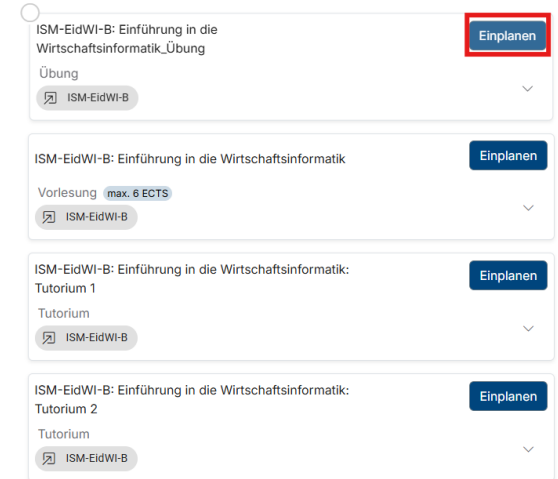 ISM-EidWI-B: Einführung in die
Wirtschaftsinformatik_Übung
Einplanen
Übung
ISM-EidWI-B
ISM-EidWI-B: Einführung in die Wirtschaftsinformatik
Einplanen
Vorlesung max. 6 ECTS
ISM-EidWI-B
ISM-EidWI-B: Einführung in die Wirtschaftsinformatik:
Tutorium 1
Einplanen
Tutorium
ISM-EidWI-B
ISM-EidWI-B: Einführung in die Wirtschaftsinformatik:
Tutorium 2
Einplanen
Tutorium
ISM-EidWI-B